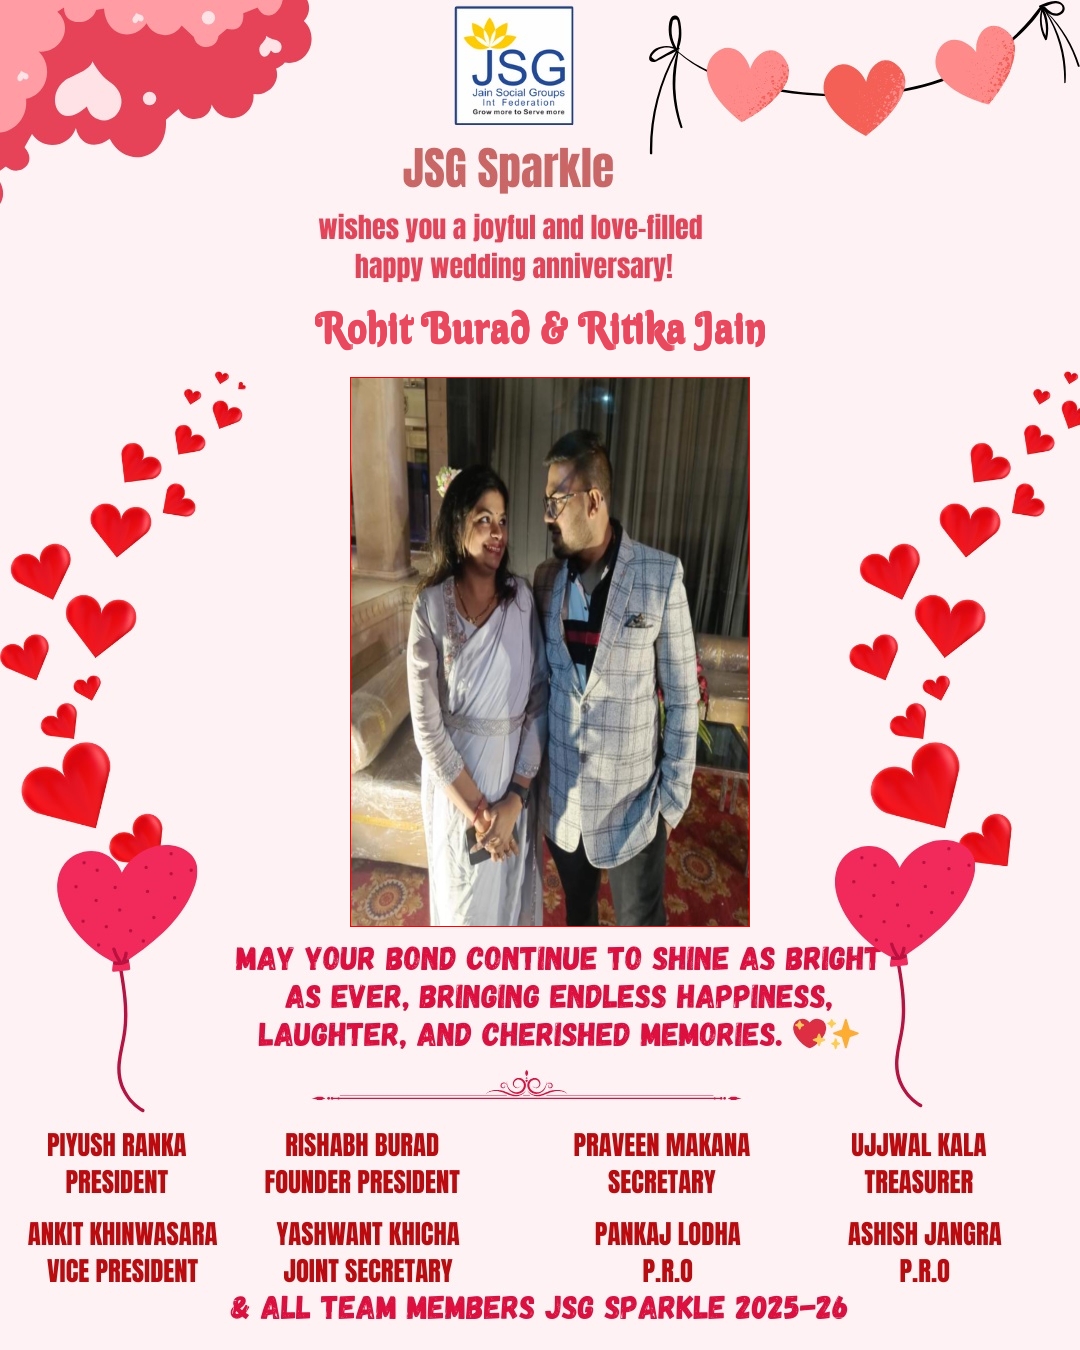 JSG
Jain Social Groups
Int Federation
Grow more to Serve more
JSG Sparkle
wishes you a joyful and love-filled
happy wedding anniversary!
Rohit Burad & Ritika Jain
MAY YOUR BOND CONTINUE TO SHINE AS BRIGHT
AS EVER, BRINGING ENDLESS HAPPINESS,
LAUGHTER, AND CHERISHED MEMORIES. 💖✨
PIYUSH RANKA
PRESIDENT
RISHABH BURAD
FOUNDER PRESIDENT
PRAVEEN MAKANA
SECRETARY
UJJWAL KALA
TREASURER
ANKIT KHINWASARA
VICE PRESIDENT
YASHWANT KHICHA
JOINT SECRETARY
PANKAJ LODHA
P.R.O
ASHISH JANGRA
P.R.O
& ALL TEAM MEMBERS JSG SPARKLE 2025-26